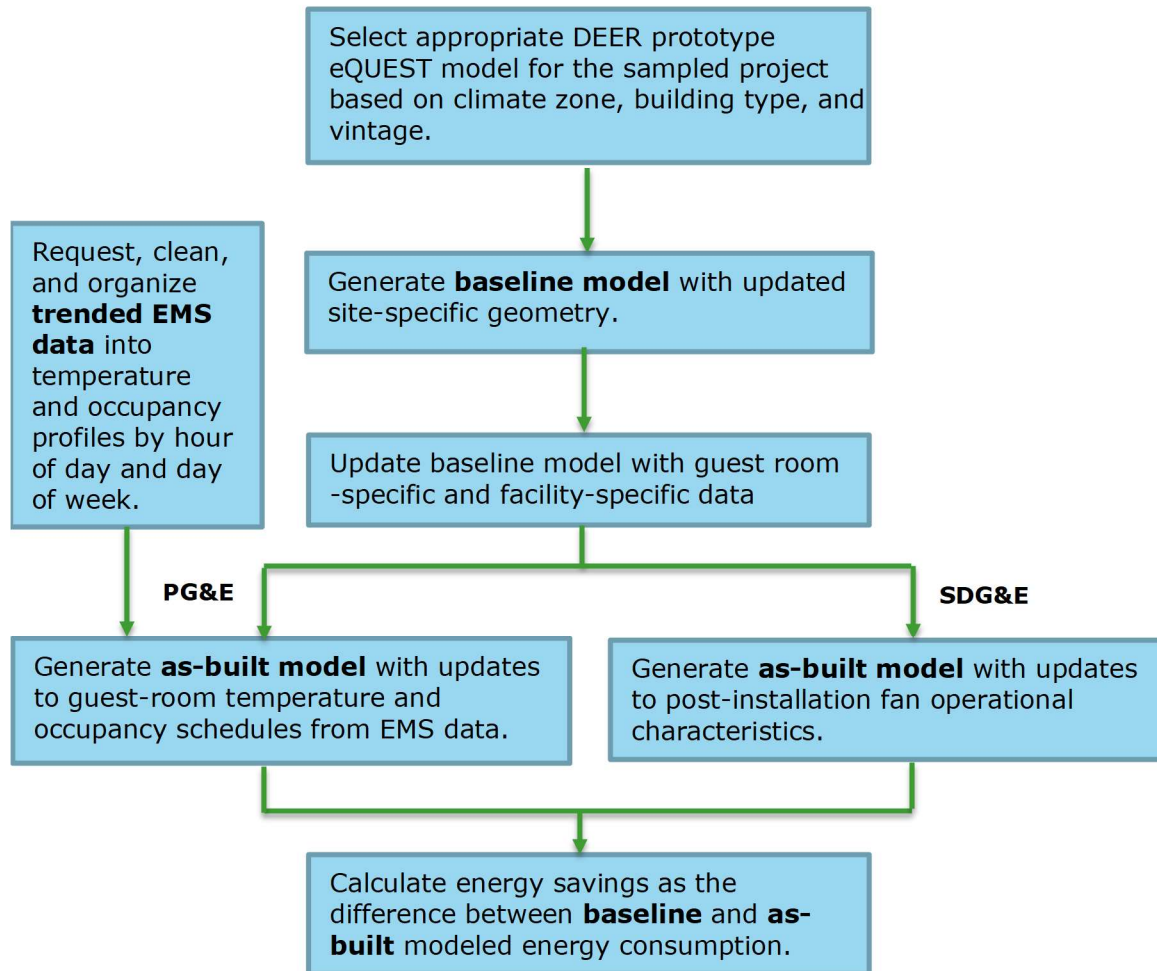 Select appropriate DEER prototype
eQUEST model for the sampled project
based on climate zone, building type, and
vintage.
Request, clean,
and organize
trended EMS
data into
temperature
and occupancy
profiles by hour
of day and day
of week.
Generate baseline model with updated
site-specific geometry.
Update baseline model with guest room
-specific and facility-specific data
PG&E
SDG&E
Generate as-built model with updates
to guest-room temperature and
occupancy schedules from EMS data.
Generate as-built model with updates
to post-installation fan operational
characteristics.
Calculate energy savings as the
difference between baseline and as-
built modeled energy consumption.